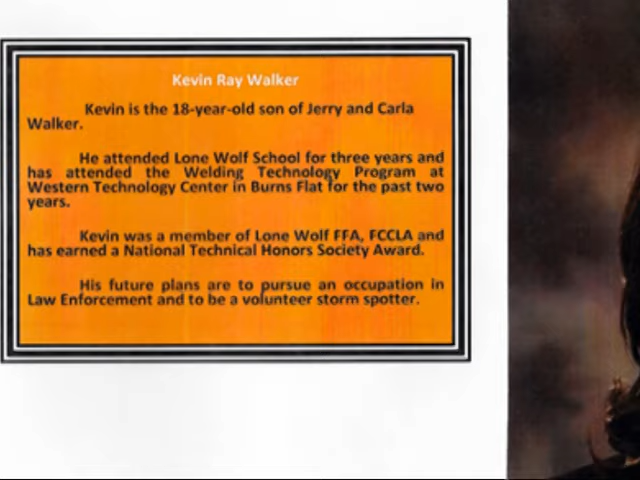 Kevin Ray Walker
Kevin is the 18-year-old son of Jerry and Carla
Walker.
He attended Lone Wolf School for three years and
has attended the Welding Technology Program at
Western Technology Center in Burns Flat for the past two
years.
Kevin was a member of Lone Wolf FFA, FCCLA and
has earned a National Technical Honors Society Award.
His future plans are to pursue an occupation in
Law Enforcement and to be a volunteer storm spotter.